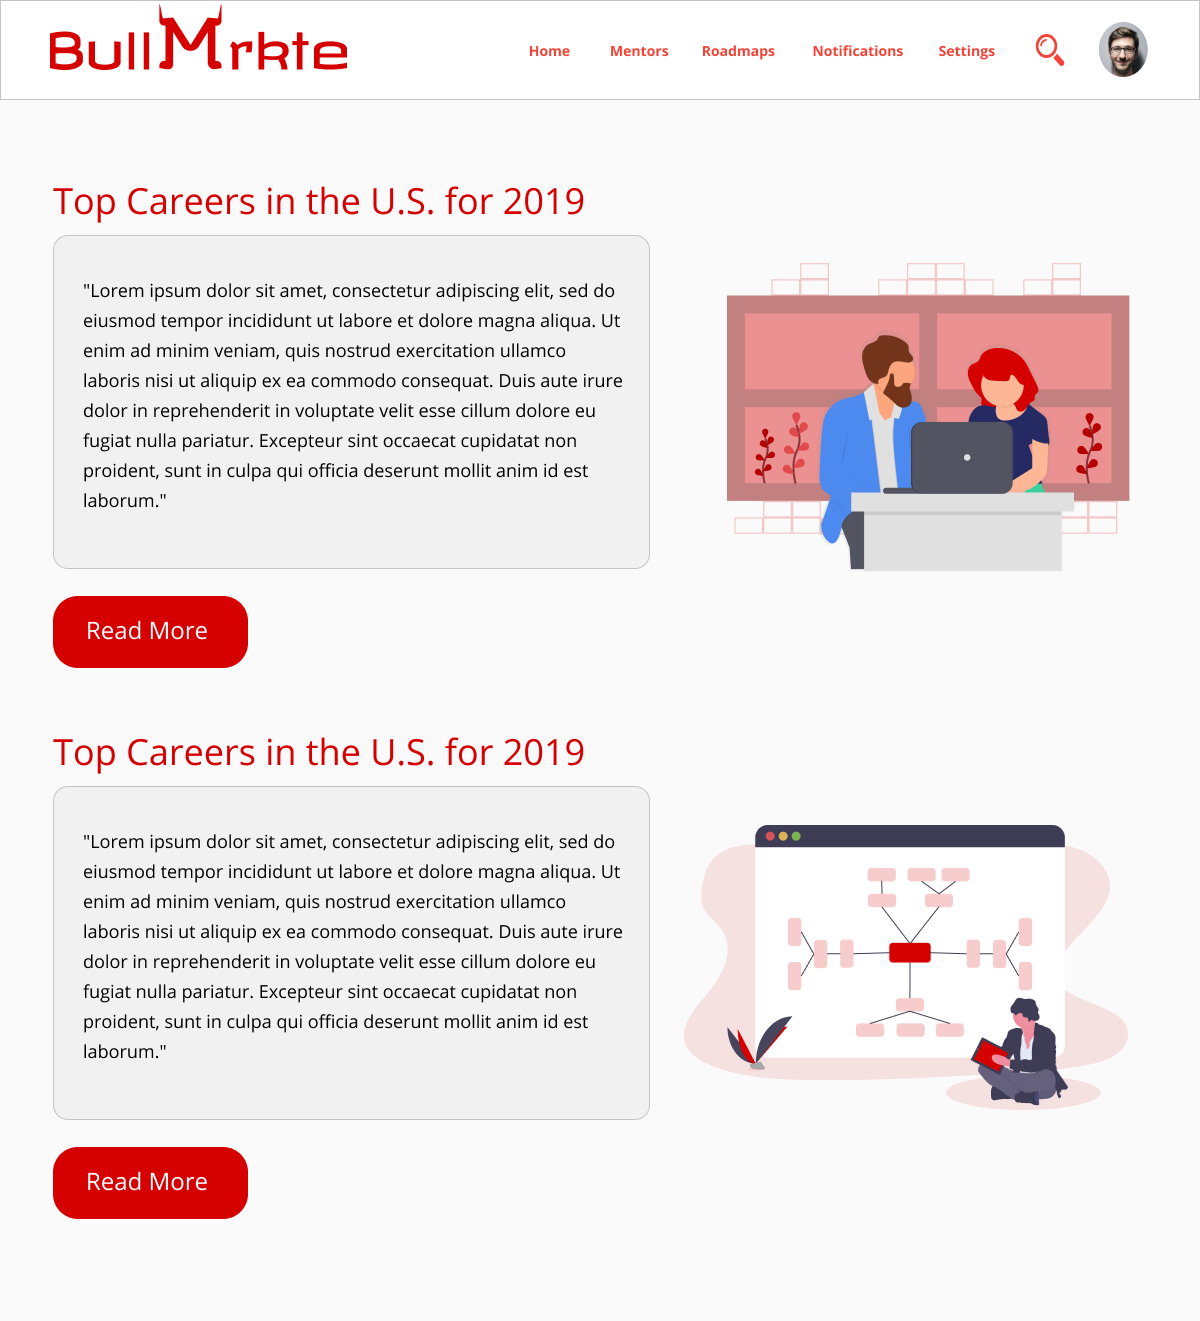 BullMrkte
Home Mentors Roadmaps Notifications Settings
Top Careers in the U.S. for 2019
"Lorem ipsum dolor sit amet, consectetur adipiscing elit, sed do
eiusmod tempor incididunt ut labore et dolore magna aliqua. Ut
enim ad minim veniam, quis nostrud exercitation ullamco
laboris nisi ut aliquip ex ea commodo consequat. Duis aute irure
dolor in reprehenderit in voluptate velit esse cillum dolore eu
fugiat nulla pariatur. Excepteur sint occaecat cupidatat non
proident, sunt in culpa qui officia deserunt mollit anim id est
laborum."
Read More
Top Careers in the U.S. for 2019
"Lorem ipsum dolor sit amet, consectetur adipiscing elit, sed do
eiusmod tempor incididunt ut labore et dolore magna aliqua. Ut
enim ad minim veniam, quis nostrud exercitation ullamco
laboris nisi ut aliquip ex ea commodo consequat. Duis aute irure
dolor in reprehenderit in voluptate velit esse cillum dolore eu
fugiat nulla pariatur. Excepteur sint occaecat cupidatat non
proident, sunt in culpa qui officia deserunt mollit anim id est
laborum."
Read More